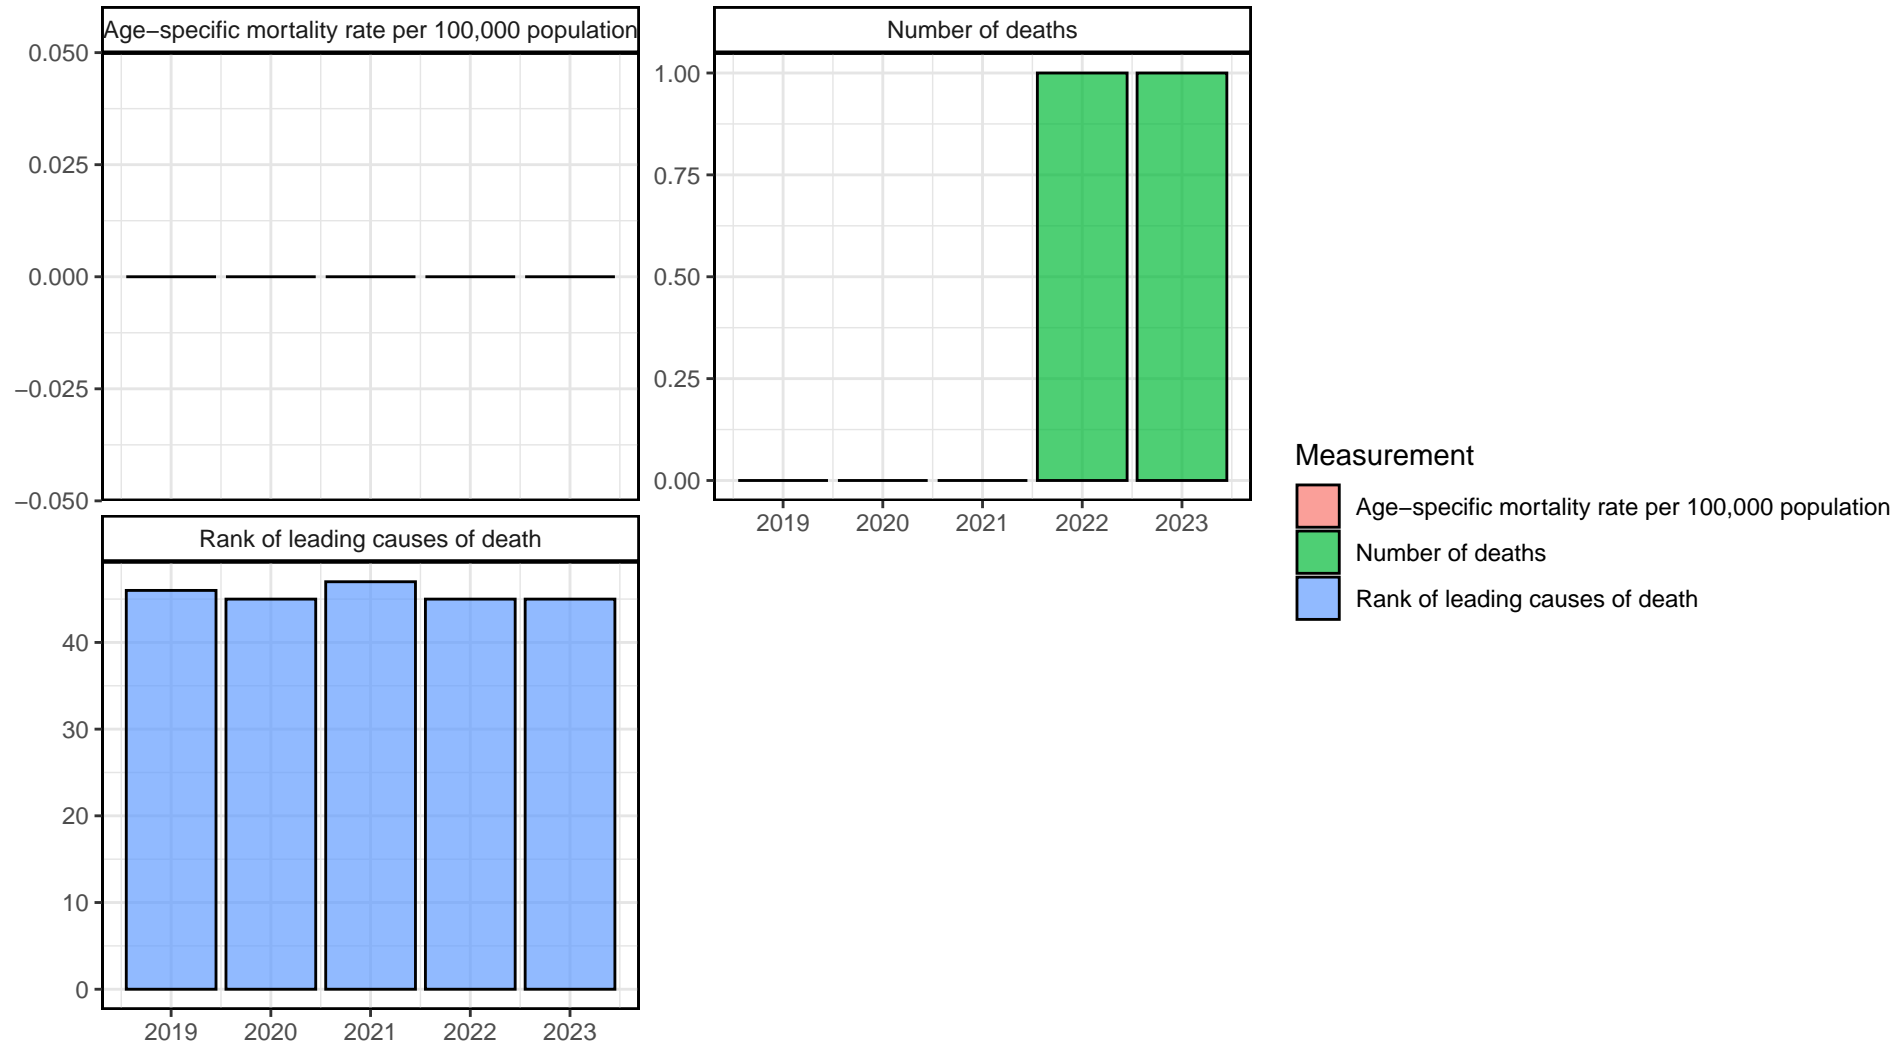 Age−specific mortality rate per 100,000 population
0.050
0.025
0.000
−0.025
−0.050
Number of deaths
1.00
0.75
0.50
0.25
0.00
2019 2020 2021 2022 2023
Rank of leading causes of death
40
30
20
10
0
2019 2020 2021 2022 2023
Measurement
Age−specific mortality rate per 100,000 population
Number of deaths
Rank of leading causes of death